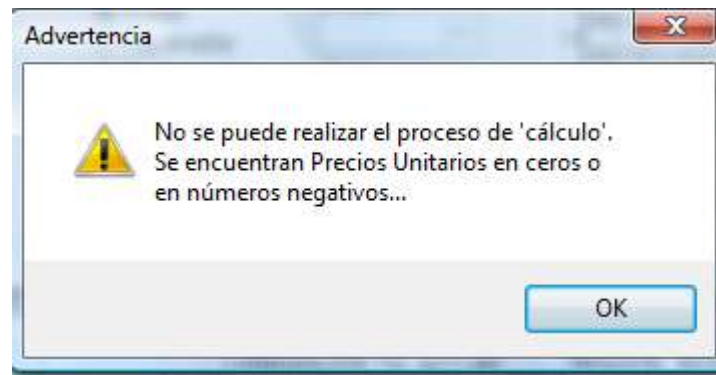 Advertencia
No se puede realizar el proceso de 'cálculo'.
Se encuentran Precios Unitarios en ceros o
en números negativos...
OK